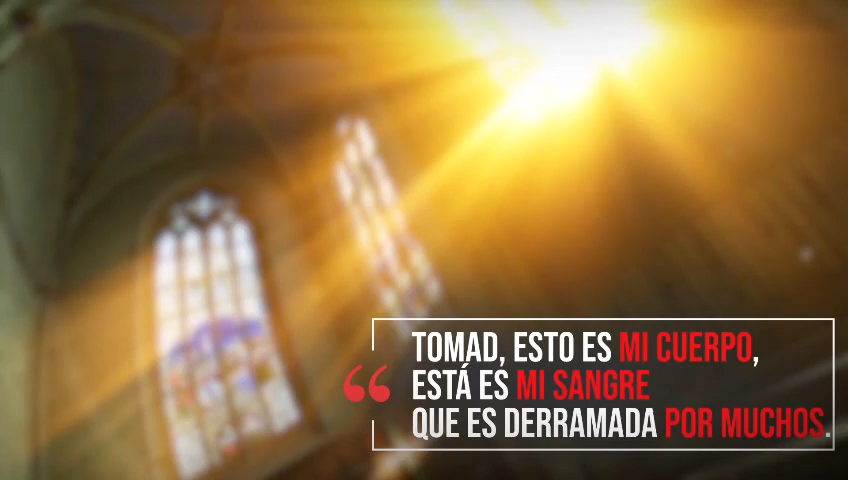 TOMAD, ESTO ES MI CUERPO,
ESTÁ ES MI SANGRE
QUE ES DERRAMADA POR MUCHOS.